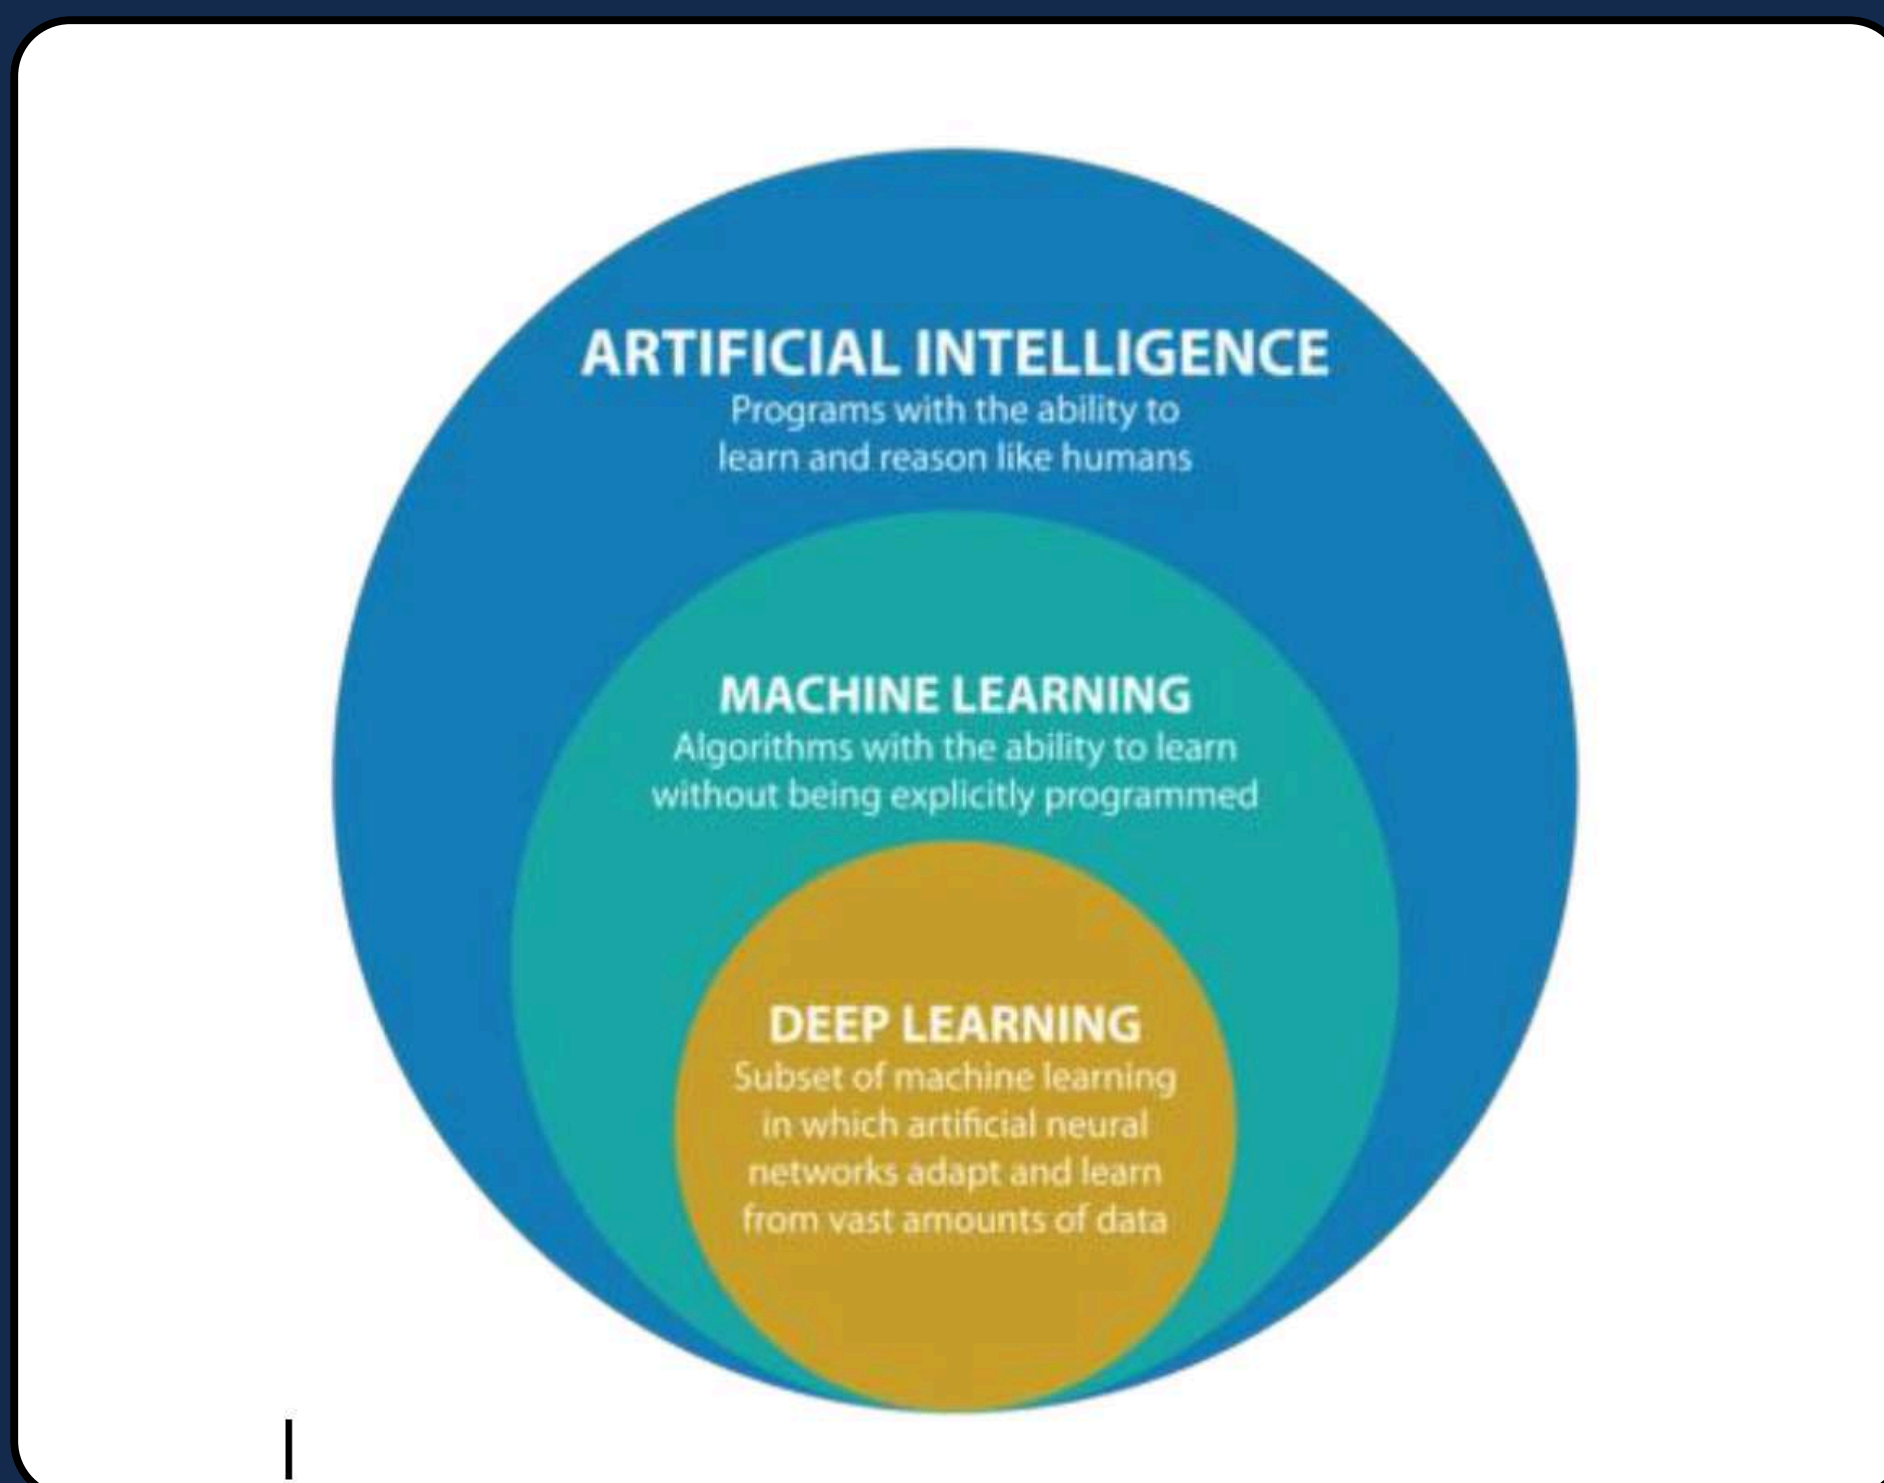 ARTIFICIAL INTELLIGENCE
Programs with the ability to
learn and reason like humans
MACHINE LEARNING
Algorithms with the ability to learn
without being explicitly programmed
DEEP LEARNING
Subset of machine learning
in which artificial neural
networks adapt and learn
from vast amounts of data